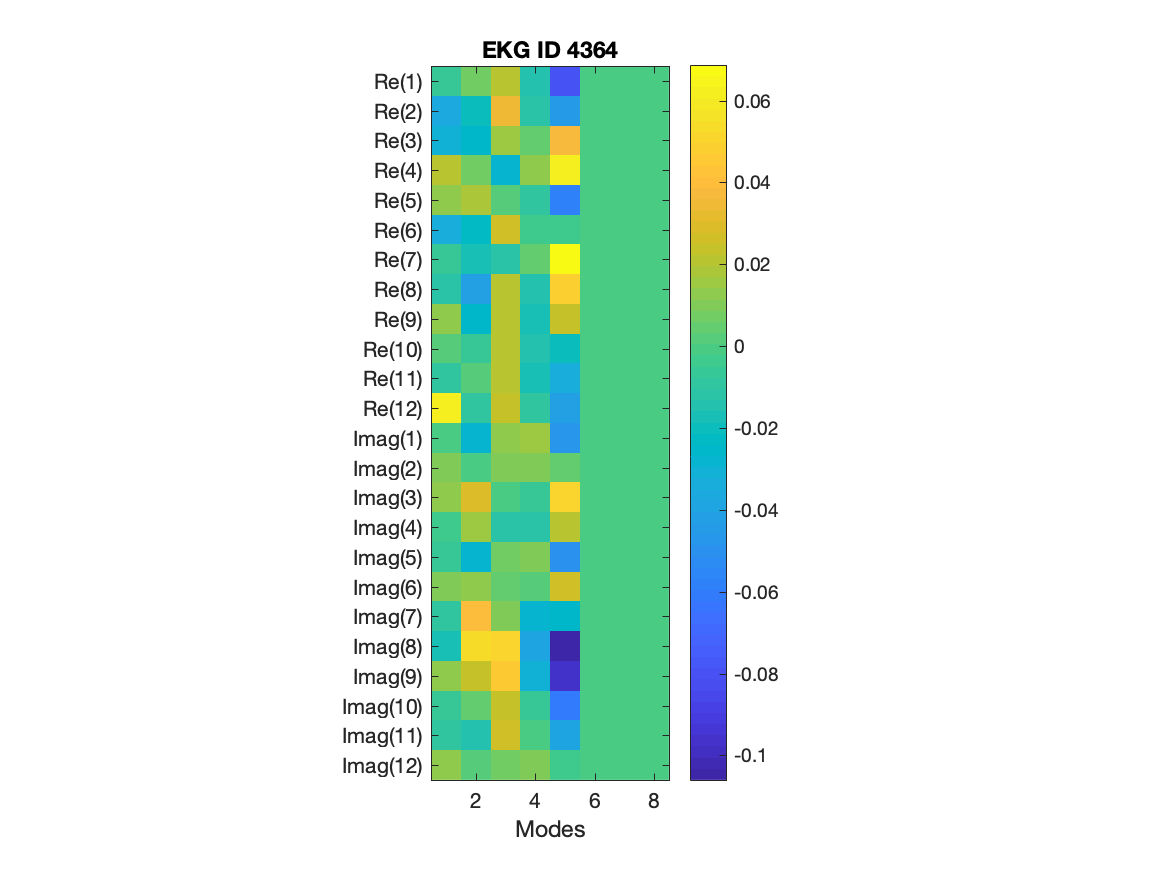 EKG ID 4364
Re(1)
Re(2)
Re(3)
Re(4)
Re(5)
Re(6)
Re(7)
Re(8)
Re(9)
Re(10)
Re(11)
Re(12)
Imag(1)
Imag(2)
Imag(3)
Imag(4)
Imag(5)
Imag(6)
Imag(7)
Imag(8)
Imag(9)
Imag(10)
Imag(11)
Imag(12)
2 4 6 8
Modes
0.06
0.04
0.02
0
-0.02
-0.04
-0.06
-0.08
-0.1